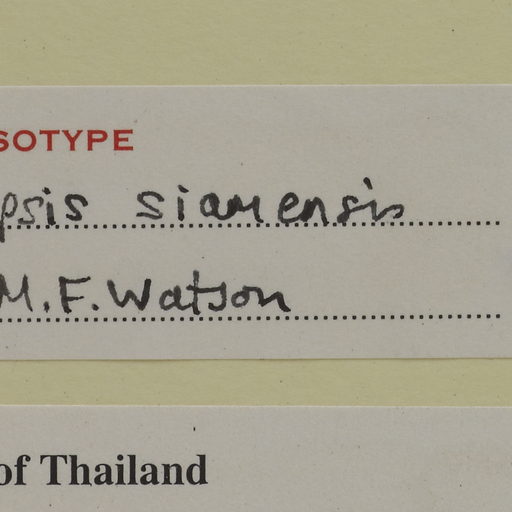 SOTYPE
psis siamensis
M.F. Watson
of Thailand